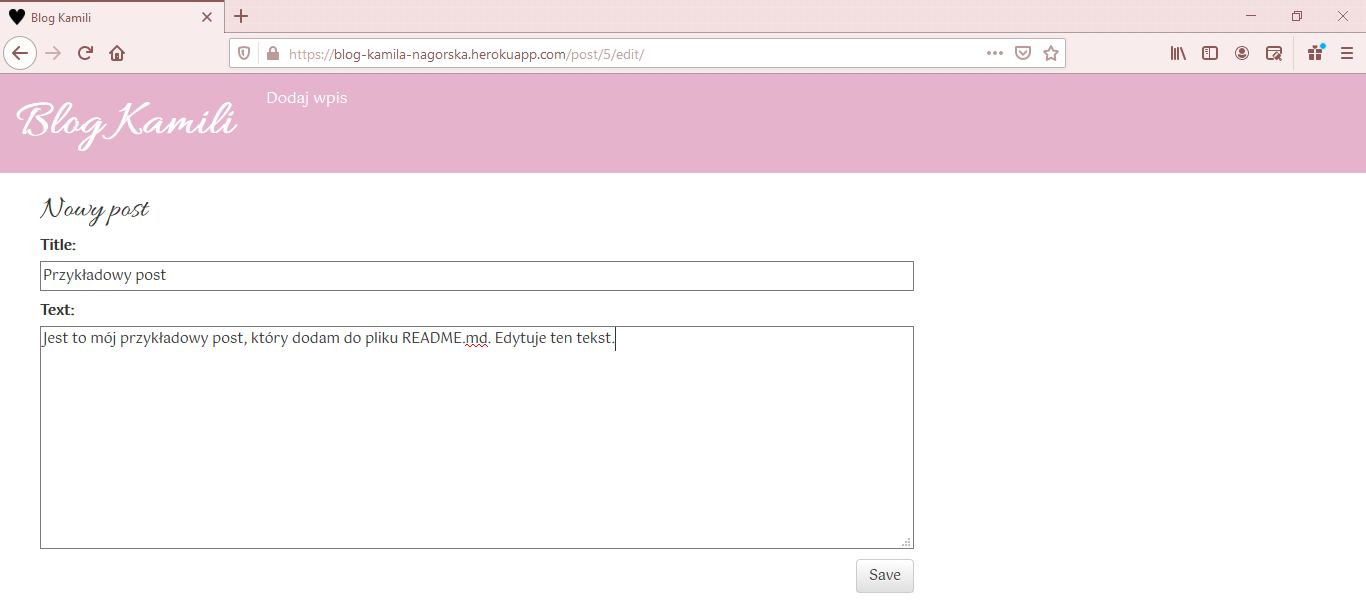 Blog Kamili
https://blog-kamila-nagorska.herokuapp.com/post/5/edit/
Blog Kamili
Dodaj wpis
Nowy post
Title:
Przykładowy post
Text:
Jest to mój przykładowy post, który dodam do pliku README.md. Edytuje ten tekst.
Save